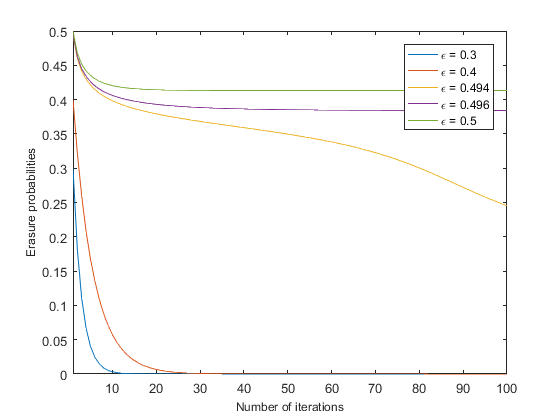 0.5
0.45
0.4
0.35
0.3
0.25
0.2
0.15
0.1
0.05
0
Erasure probabilities
10 20 30 40 50 60 70 80 90 100
Number of iterations
ϵ = 0.3
ϵ = 0.4
ϵ = 0.494
ϵ = 0.496
ϵ = 0.5